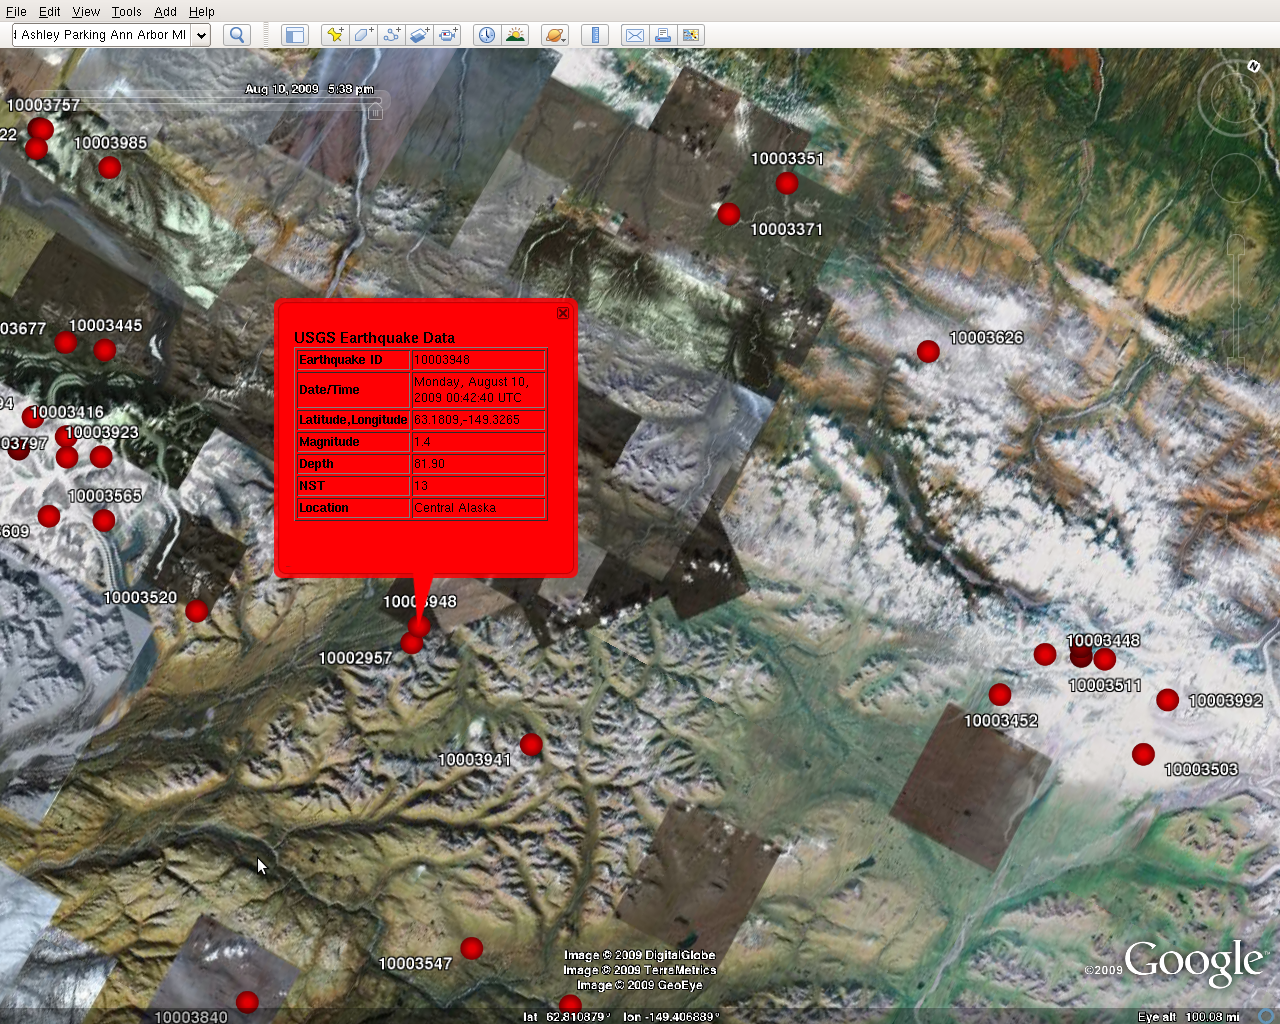 File Edit View Tools Add Help
Ashley Parking Ann Arbor MI
Aug 10, 2009 5:38 pm
10003757
22
10003985
10003351
10003371
10003626
03677
10003445
94
10003416
10003923
03797
10003565
609
10003520
USGS Earthquake Data
Earthquake ID 10003948
Date/Time Monday, August 10, 2009 00:42:40 UTC
Latitude,Longitude 63.1809,-149.3265
Magnitude 1.4
Depth 81.90
NST 13
Location Central Alaska
10003948
10002957
10003448
10003511
10003992
10003452
10003503
10003941
10003547
10003840
Image © 2009 DigitalGlobe
Image © 2009 TerraMetrics
Image © 2009 GeoEye
©2009 Google™
lat 62.810879° lon -149.406889° Eye alt 100.08 mi
N